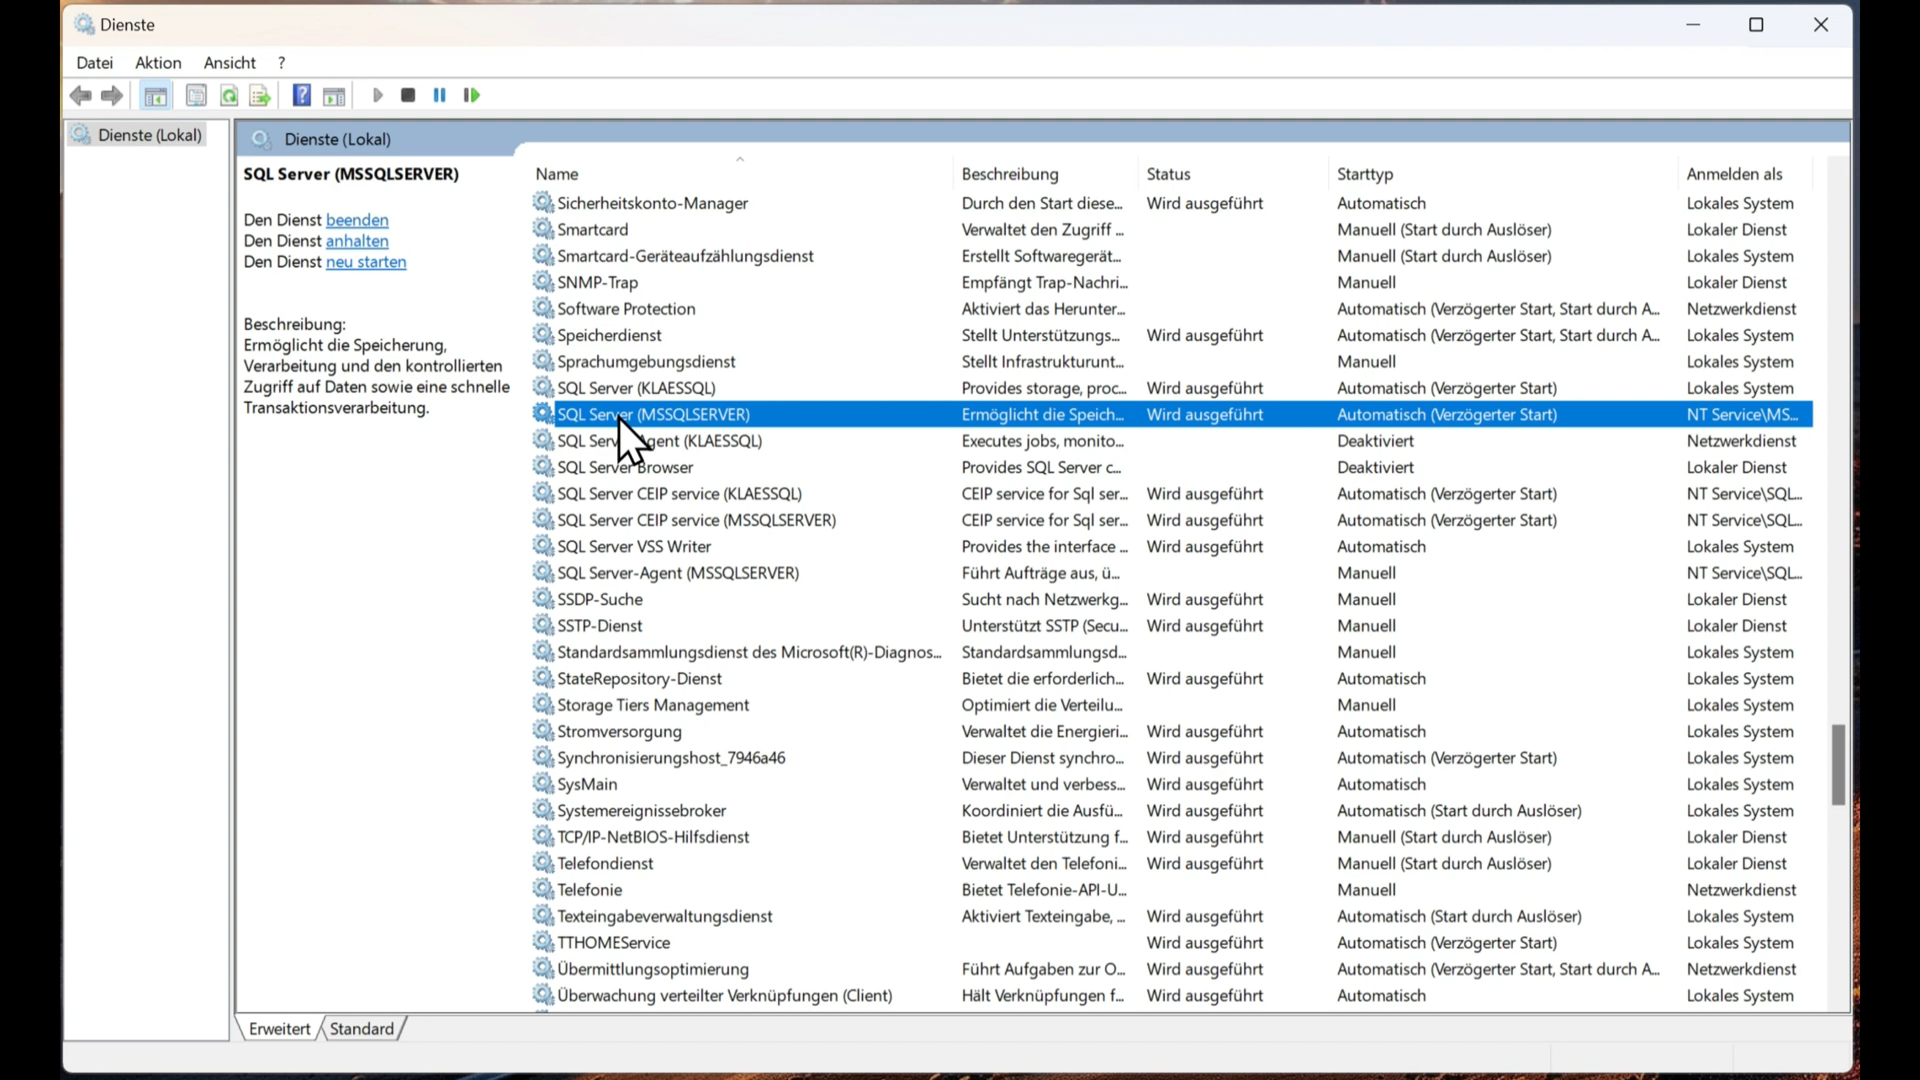 Dienste
Datei Aktion Ansicht ?
Dienste (Lokal)
Dienste (Lokal)
SQL Server (MSSQLSERVER)
Den Dienst beenden
Den Dienst anhalten
Den Dienst neu starten
Beschreibung:
Ermöglicht die Speicherung,
Verarbeitung und den kontrollierten
Zugriff auf Daten sowie eine schnelle
Transaktionsverarbeitung.
Name Beschreibung Status Starttyp Anmelden als
Sicherheitskonto-Manager Durch den Start diese... Wird ausgeführt Automatisch Lokales System
Smartcard Verwaltet den Zugriff ... Manuell (Start durch Auslöser) Lokaler Dienst
Smartcard-Geräteaufzählungsdienst Erstellt Softwaregerät... Manuell (Start durch Auslöser) Lokales System
SNMP-Trap Empfängt Trap-Nachri... Manuell Lokaler Dienst
Software Protection Aktiviert das Herunter... Automatisch (Verzögerter Start, Start durch A... Netzwerkdienst
Speicherdienst Stellt Unterstützungs... Wird ausgeführt Automatisch (Verzögerter Start, Start durch A... Lokales System
Sprachumgebungsdienst Stellt Infrastrukturunt... Manuell Lokales System
SQL Server (KLAESSQL) Provides storage, proc... Wird ausgeführt Automatisch (Verzögerter Start) Lokales System
SQL Server (MSSQLSERVER) Ermöglicht die Speich... Wird ausgeführt Automatisch (Verzögerter Start) NT Service\MS...
SQL Server Agent (KLAESSQL) Executes jobs, monito... Deaktiviert Netzwerkdienst
SQL Server Browser Provides SQL Server c... Deaktiviert Lokaler Dienst
SQL Server CEIP service (KLAESSQL) CEIP service for Sql ser... Wird ausgeführt Automatisch (Verzögerter Start) NT Service\SQL...
SQL Server CEIP service (MSSQLSERVER) CEIP service for Sql ser... Wird ausgeführt Automatisch (Verzögerter Start) NT Service\SQL...
SQL Server VSS Writer Provides the interface ... Wird ausgeführt Automatisch Lokales System
SQL Server-Agent (MSSQLSERVER) Führt Aufträge aus, ü... Manuell NT Service\SQL...
SSDP-Suche Sucht nach Netzwerkg... Wird ausgeführt Manuell Lokaler Dienst
SSTP-Dienst Unterstützt SSTP (Secu... Wird ausgeführt Manuell Lokaler Dienst
Standardsammlungsdienst des Microsoft(R)-Diagnos... Standardsammlungsd... Manuell Lokales System
StateRepository-Dienst Bietet die erforderlich... Wird ausgeführt Automatisch Lokales System
Storage Tiers Management Optimiert die Verteilu... Manuell Lokales System
Stromversorgung Verwaltet die Energieri... Wird ausgeführt Automatisch Lokales System
Synchronisierungshost_7946a46 Dieser Dienst synchro... Wird ausgeführt Automatisch (Verzögerter Start) Lokales System
SysMain Verwaltet und verbess... Wird ausgeführt Automatisch Lokales System
Systemereignissebroker Koordiniert die Ausfü... Wird ausgeführt Automatisch (Start durch Auslöser) Lokales System
TCP/IP-NetBIOS-Hilfsdienst Bietet Unterstützung f... Wird ausgeführt Manuell (Start durch Auslöser) Lokaler Dienst
Telefondienst Verwaltet den Telefoni... Wird ausgeführt Manuell (Start durch Auslöser) Lokaler Dienst
Telefonie Bietet Telefonie-API-U... Manuell Netzwerkdienst
Texteingabeverwaltungsdienst Aktiviert Texteingabe, ... Wird ausgeführt Automatisch (Start durch Auslöser) Lokales System
TTHOMEService Wird ausgeführt Automatisch (Verzögerter Start) Lokales System
Übermittlungsoptimierung Führt Aufgaben zur O... Wird ausgeführt Automatisch (Verzögerter Start, Start durch A... Netzwerkdienst
Überwachung verteilter Verknüpfungen (Client) Hält Verknüpfungen f... Wird ausgeführt Automatisch Lokales System
Erweitert Standard